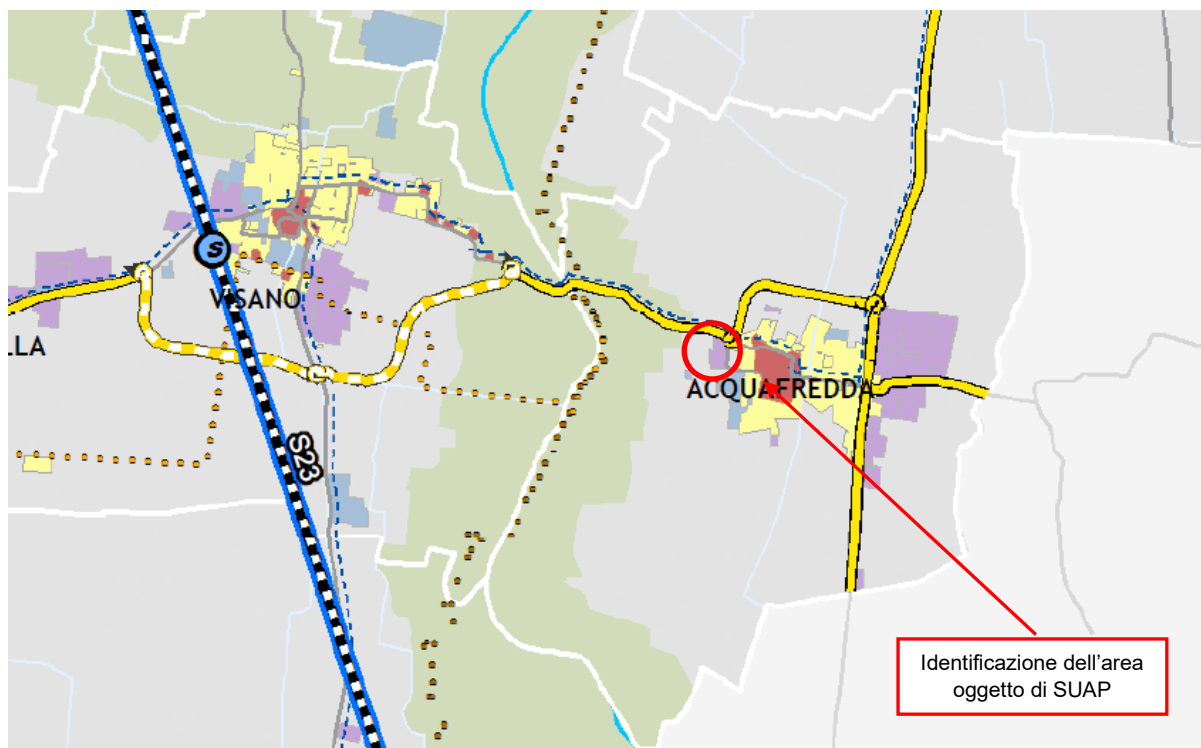 S
VISANO
LLA
ACQUAFREDDA
S23
Identificazione dell'area
oggetto di SUAP